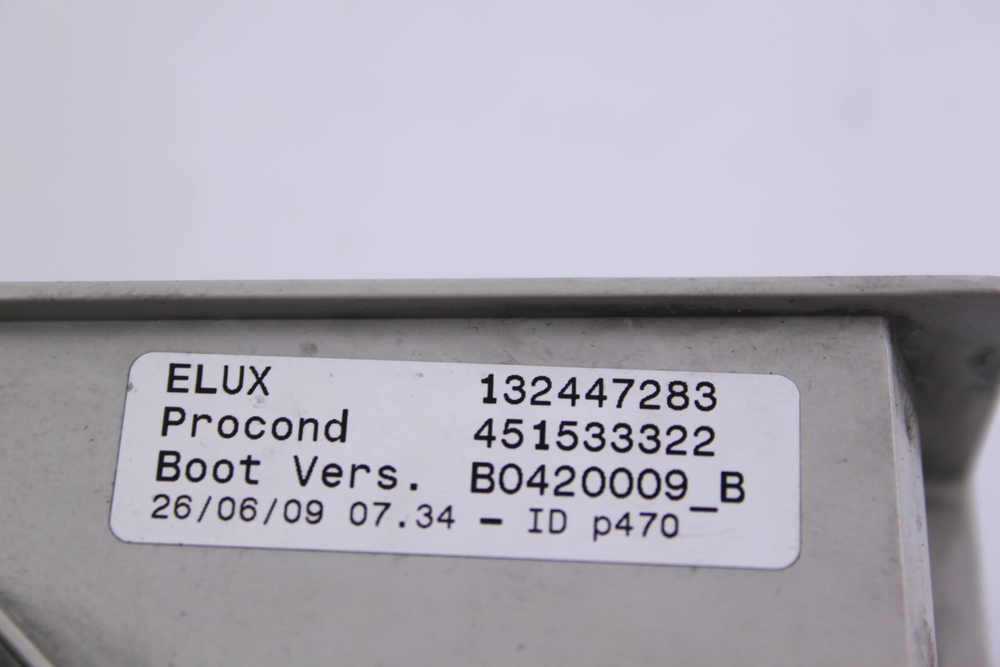 ELUX 132447283
Procond 451533322
Boot Vers. B0420009_B
26/06/09 07.34 - ID p470